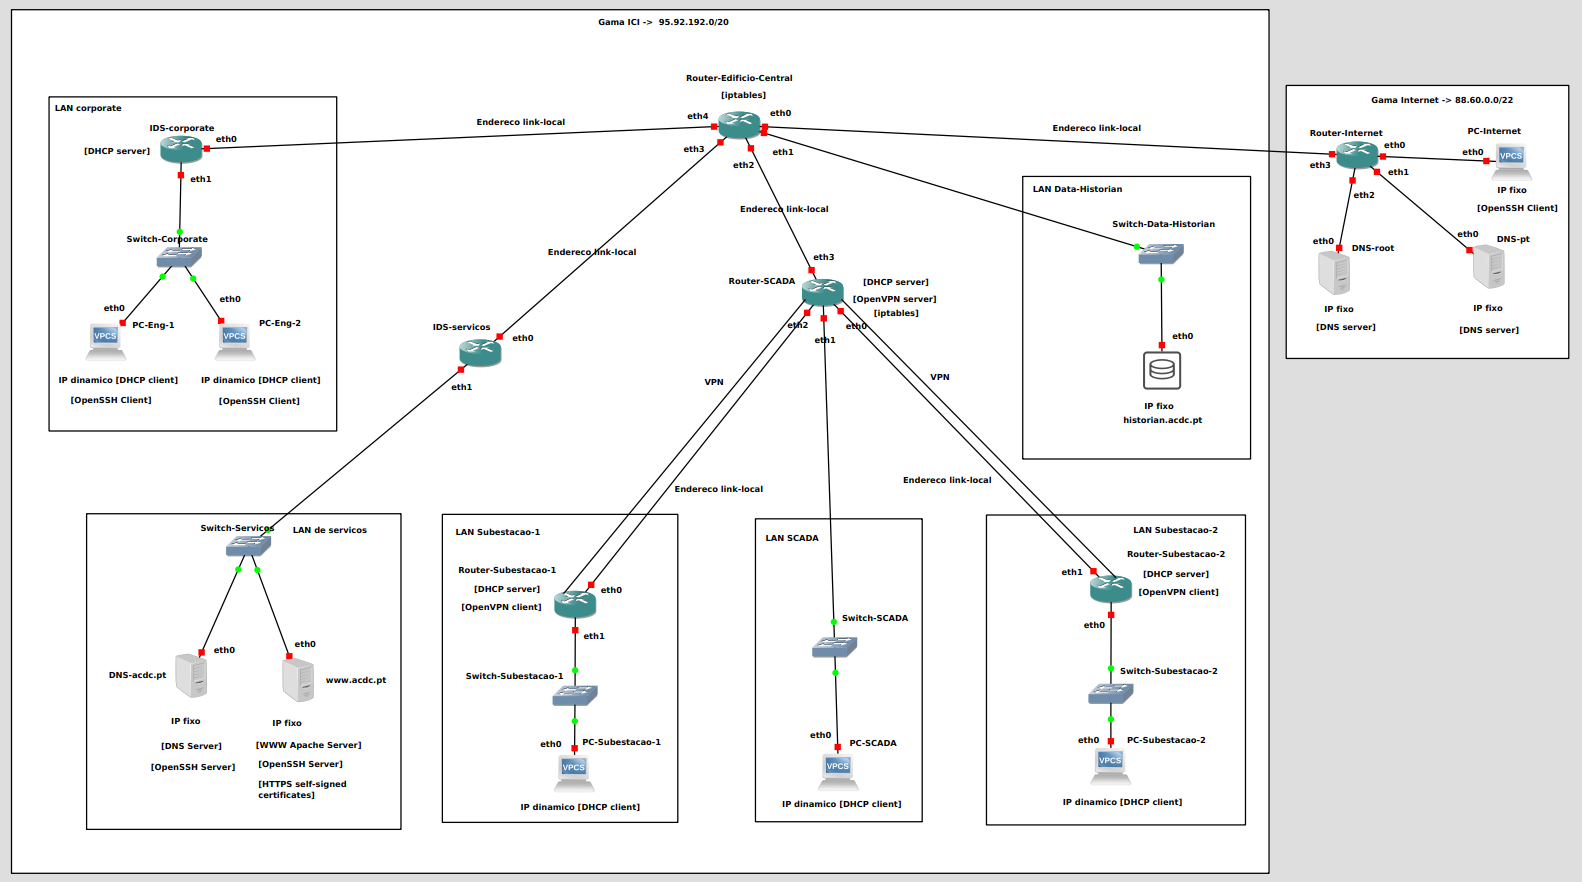 Gama ICI -> 95.92.192.0/20
Router-Edificio-Central
[iptables]
eth4
eth0
eth3
eth1
eth2
Endereco link-local
Endereco link-local
Endereco link-local
Endereco link-local
LAN corporate
IDS-corporate
[DHCP server]
eth0
eth1
Switch-Corporate
eth0
PC-Eng-1
VPCS
IP dinamico [DHCP client]
[OpenSSH Client]
eth0
PC-Eng-2
VPCS
IP dinamico [DHCP client]
[OpenSSH Client]
Gama Internet -> 88.60.0.0/22
Router-Internet
eth3
eth0
eth1
eth2
PC-Internet
eth0
VPCS
IP fixo
[OpenSSH Client]
eth0
DNS-root
IP fixo
[DNS server]
eth0
DNS-pt
IP fixo
[DNS server]
LAN Data-Historian
Switch-Data-Historian
eth0
IP fixo
historian.acdc.pt
Router-SCADA
eth3
[DHCP server]
[OpenVPN server]
[iptables]
eth2
eth1
eth0
IDS-servicos
eth0
eth1
VPN
VPN
Endereco link-local
Endereco link-local
Switch-Servicos
LAN de servicos
eth0
DNS-acdc.pt
IP fixo
[DNS Server]
[OpenSSH Server]
eth0
www.acdc.pt
IP fixo
[WWW Apache Server]
[OpenSSH Server]
[HTTPS self-signed
certificates]
LAN Subestacao-1
Router-Subestacao-1
[DHCP server]
[OpenVPN client]
eth0
eth1
Switch-Subestacao-1
eth0
PC-Subestacao-1
VPCS
IP dinamico [DHCP client]
LAN SCADA
Switch-SCADA
eth0
PC-SCADA
VPCS
IP dinamico [DHCP client]
LAN Subestacao-2
Router-Subestacao-2
[DHCP server]
[OpenVPN client]
eth1
eth0
Switch-Subestacao-2
eth0
PC-Subestacao-2
VPCS
IP dinamico [DHCP client]